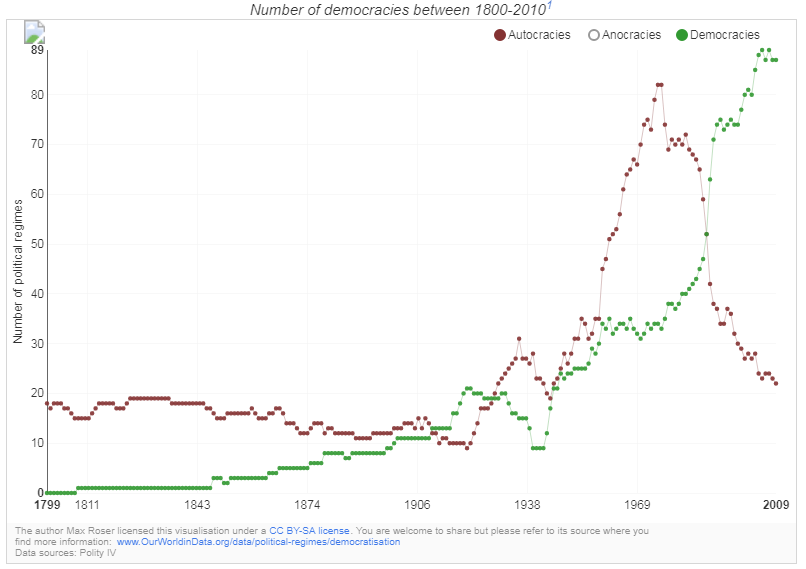 Number of democracies between 1800-2010¹
Autocracies Anocracies Democracies
Number of political regimes
89
80
70
60
50
40
30
20
10
0
1799 1811 1843 1874 1906 1938 1969 2009
The author Max Roser licensed this visualisation under a CC BY-SA license. You are welcome to share but please refer to its source where you
find more information: www.OurWorldinData.org/data/political-regimes/democratisation
Data sources: Polity IV